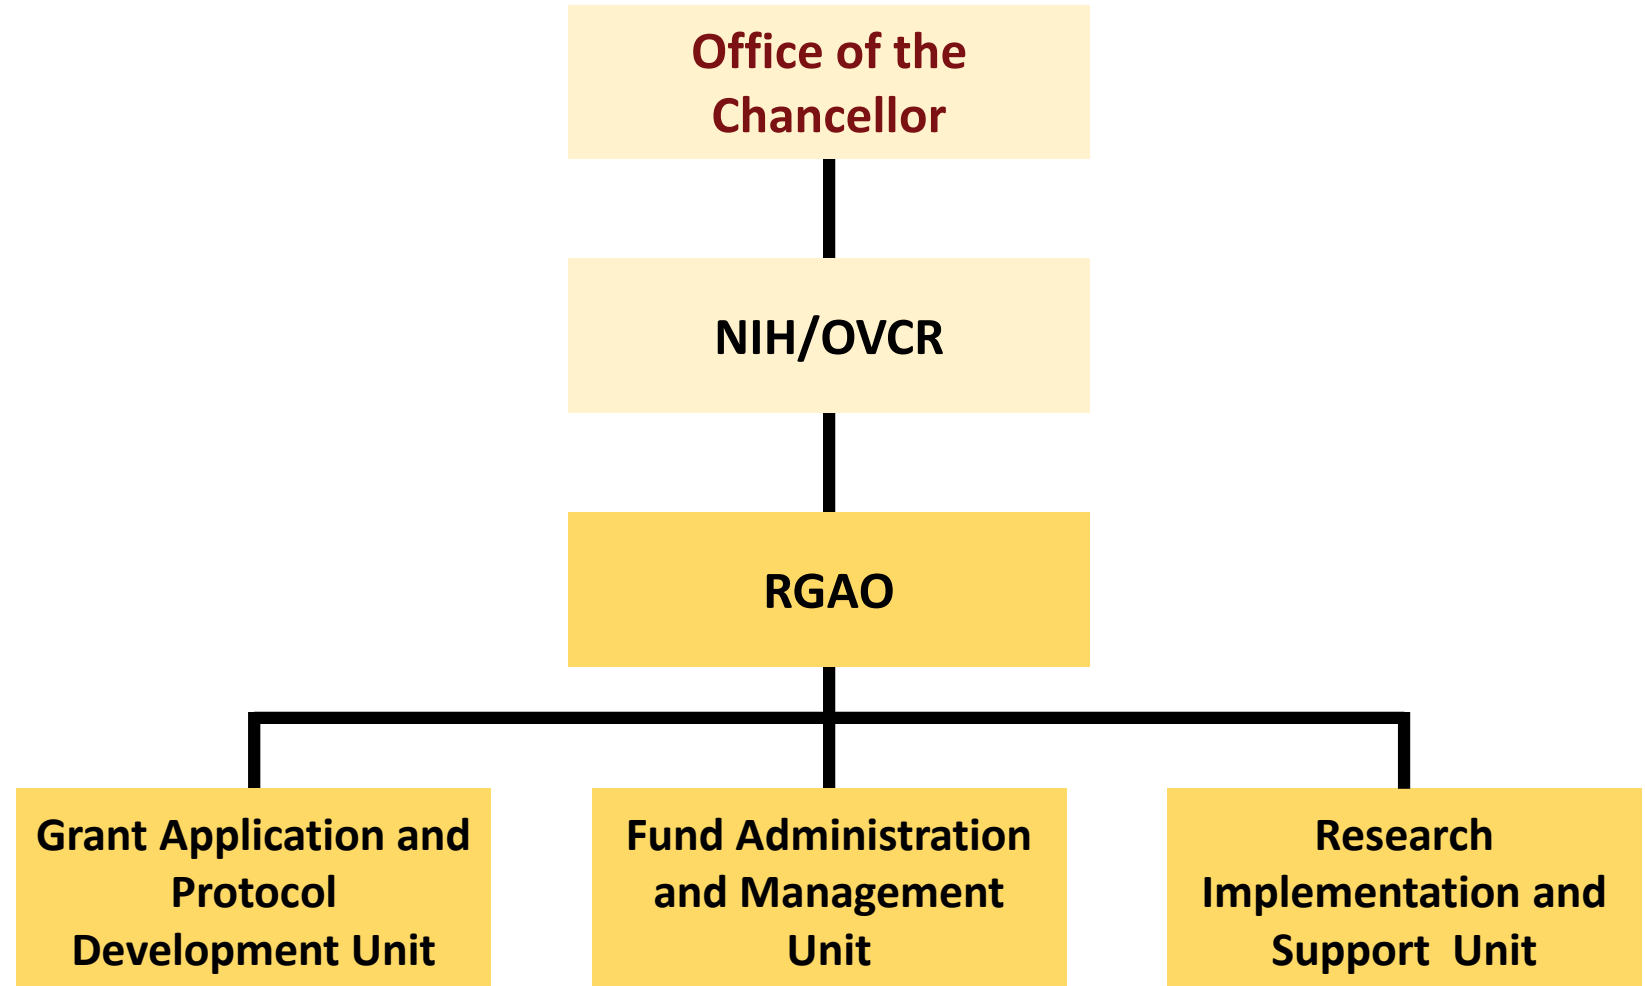 Office of the
Chancellor
NIH/OVCR
RGAO
Grant Application and
Protocol
Development Unit
Fund Administration
and Management
Unit
Research
Implementation and
Support  Unit